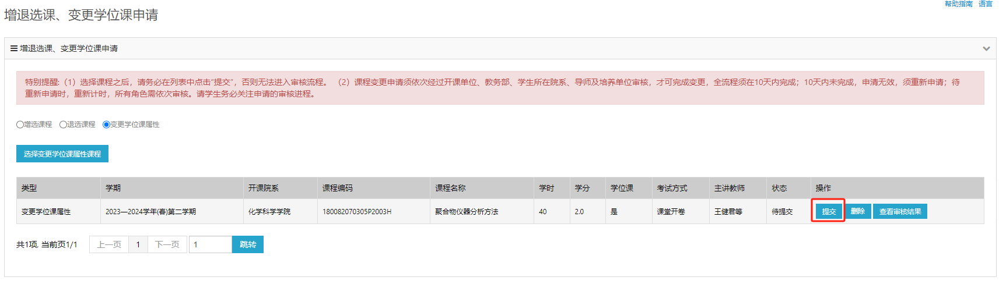 帮助指南 语言
增退选课、变更学位课申请
增退选课、变更学位课申请
特别提醒:（1）选择课程之后，请务必在列表中点击“提交”，否则无法进入审核流程。 （2）课程变更申请须依次经过开课单位、教务部、学生所在院系、导师及培养单位审核，才可完成变更，全流程须在10天内完成；10天内未完成，申请无效，须重新申请；待
重新申请时，重新计时，所有角色需依次审核。请学生务必关注申请的审核进程。
增选课程 退选课程 变更学位课属性
选择变更学位课属性课程
类型 学期 开课院系 课程编码 课程名称 学时 学分 学位课 考试方式 主讲教师 状态 操作
变更学位课属性 2023—2024学年(春)第二学期 化学科学学院 180082070305P2003H 聚合物仪器分析方法 40 2.0 是 课堂开卷 王健君等 待提交 提交 删除 查看审核结果
共1项, 当前页1/1 上一页 1 下一页 1 跳转